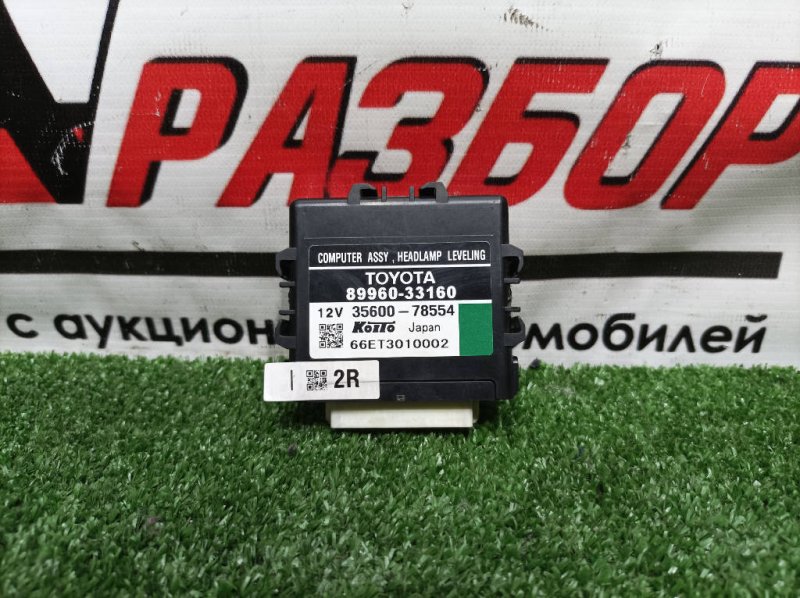 РАЗБОР
с аукцион
мобилей
COMPUTER ASSY , HEADLAMP LEVELING
TOYOTA
89960-33160
12V 35600-78554
KOITO Japan
66ET3010002
2R